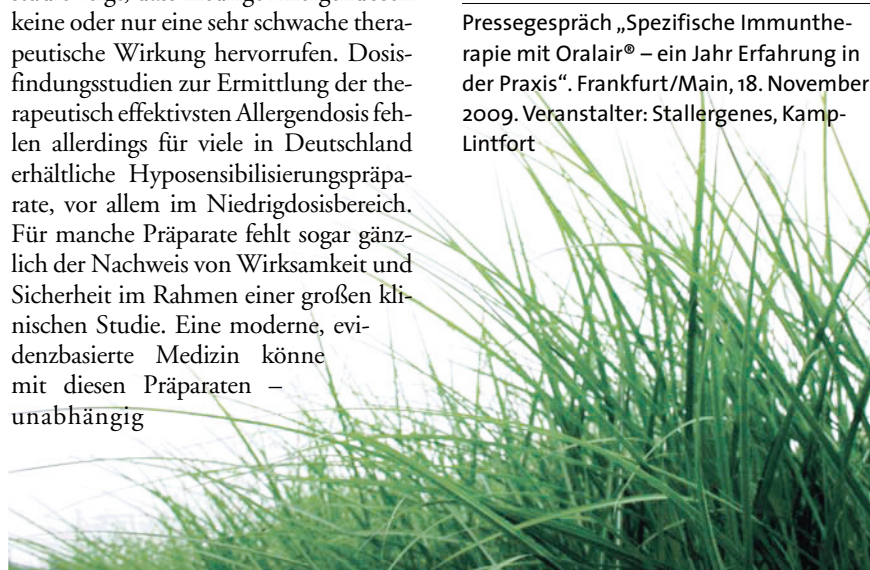 keine oder nur eine sehr schwache thera-
peutische Wirkung hervorrufen. Dosis-
findungsstudien zur Ermittlung der the-
rapeutisch effektivsten Allergendosis feh-
len allerdings für viele in Deutschland
erhältliche Hyposensibilisierungspräpa-
rate, vor allem im Niedrigdosisbereich.
Für manche Präparate fehlt sogar gänz-
lich der Nachweis von Wirksamkeit und
Sicherheit im Rahmen einer großen kli-
nischen Studie. Eine moderne, evi-
denzbasierte Medizin könne
mit diesen Präparaten –
unabhängig
Pressegespräch „Spezifische Immunthe-
rapie mit Oralair® – ein Jahr Erfahrung in
der Praxis“. Frankfurt/Main, 18. November
2009. Veranstalter: Stallergenes, Kamp-
Lintfort